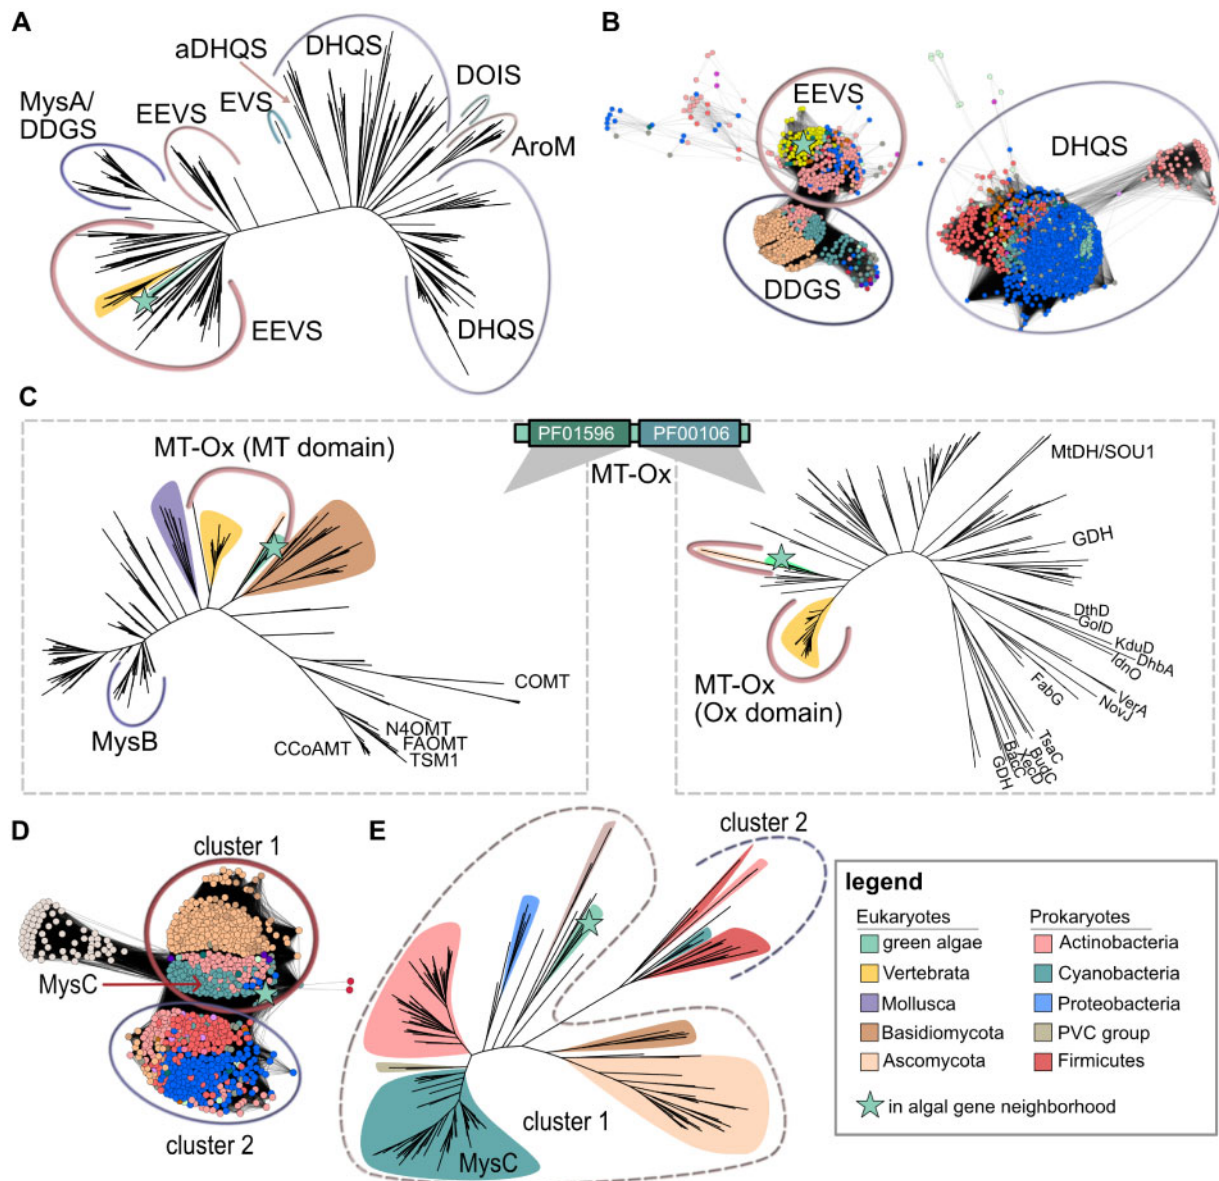 A
aDHQS
DHQS
EVS
DOIS
MysA/
DDGS
EEVS
AroM
EEVS
DHQS
B
EEVS
DHQS
DDGS
C
PF01596
PF00106
MT-Ox
MT-Ox (MT domain)
MysB
COMT
N4OMT
FAOMT
CCoAMT
TSM1
MtDH/SOU1
GDH
DthD
GolD
KduD
DhbA
IdnO
VerA
NovJ
FabG
TsaC
BudC
XecD
BacC
GDH
MT-Ox
(Ox domain)
D
cluster 1
MysC
cluster 2
E
cluster 2
cluster 1
MysC
legend
Eukaryotes
green algae
Vertebrata
Mollusca
Basidiomycota
Ascomycota
Prokaryotes
Actinobacteria
Cyanobacteria
Proteobacteria
PVC group
Firmicutes
in algal gene neighborhood